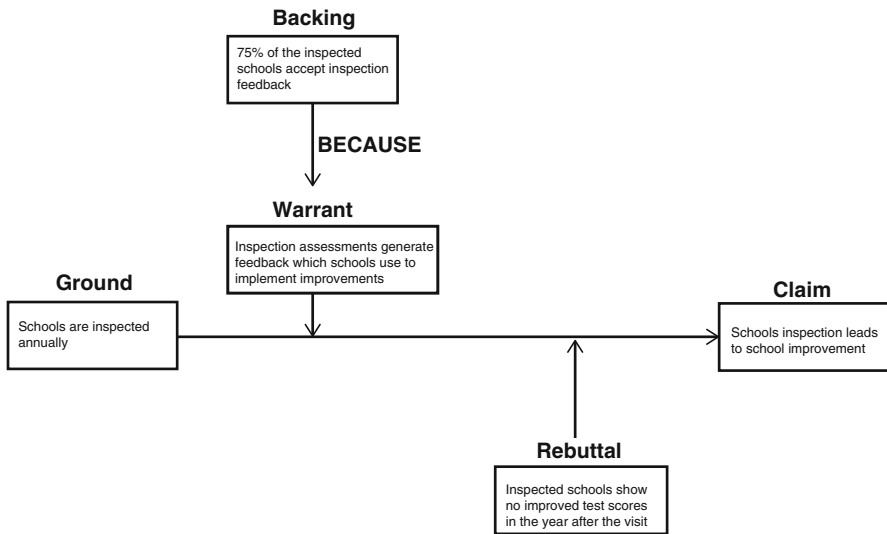 Backing
75% of the inspected
schools accept inspection
feedback
BECAUSE
Warrant
Inspection assessments generate
feedback which schools use to
implement improvements
Ground
Schools are inspected
annually
Claim
Schools inspection leads
to school improvement
Rebuttal
Inspected schools show
no improved test scores
in the year after the visit